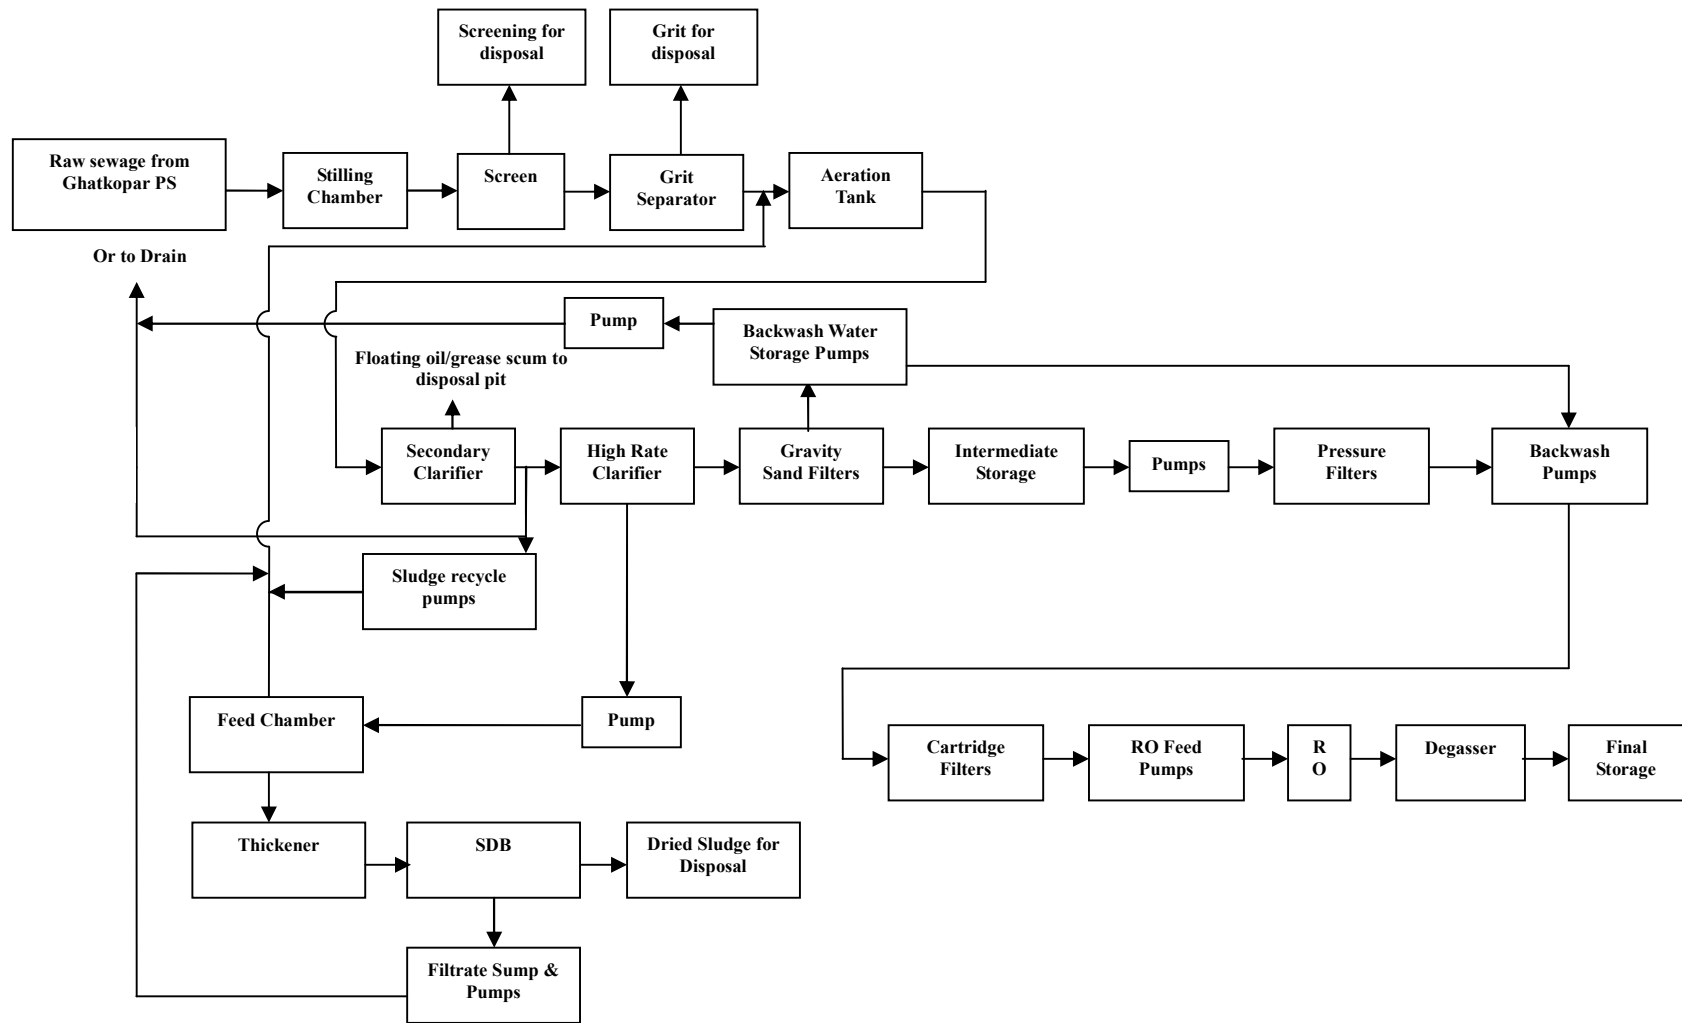 Screening for
disposal
Grit for
disposal
Raw sewage from
Ghatkopar PS
Stilling
Chamber
Screen
Grit
Separator
Aeration
Tank
Or to Drain
Pump
Backwash Water
Storage Pumps
Floating oil/grease scum to
disposal pit
Secondary
Clarifier
High Rate
Clarifier
Gravity
Sand Filters
Intermediate
Storage
Pumps
Pressure
Filters
Backwash
Pumps
Sludge recycle
pumps
Feed Chamber
Pump
Cartridge
Filters
RO Feed
Pumps
R
O
Degasser
Final
Storage
Thickener
SDB
Dried Sludge for
Disposal
Filtrate Sump &
Pumps